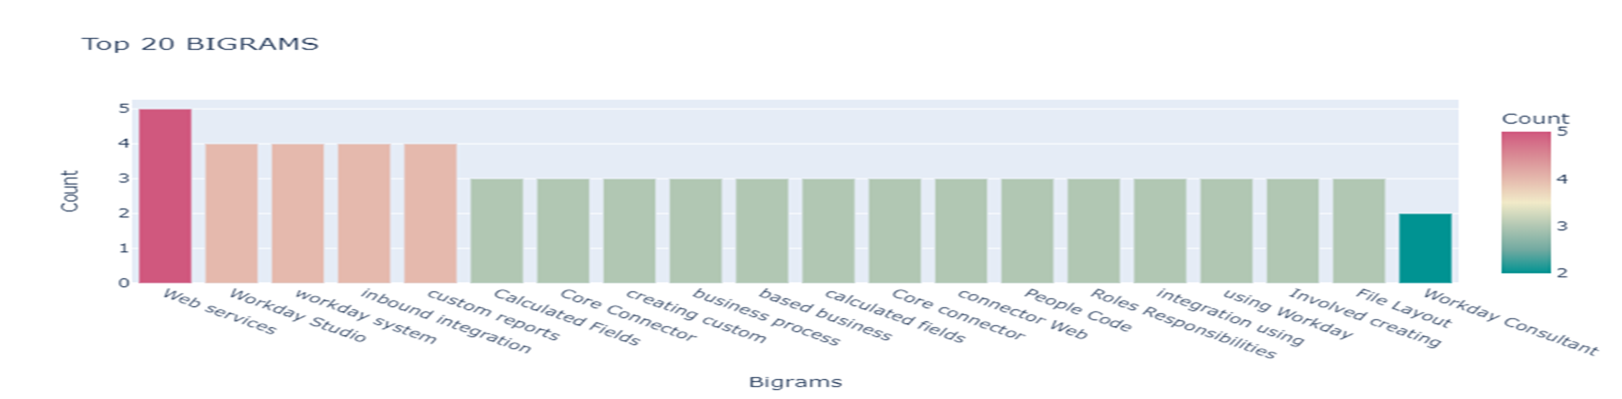 Top 20 BIGRAMS
Count
5
4
3
2
1
0
Web services
Workday Studio
workday system
inbound integration
custom reports
Calculated Fields
Core Connector
creating custom
business process
based business
calculated fields
Core connector
connector Web
People Code
Roles Responsibilities
integration using
using Workday
Involved creating
File Layout
Workday Consultant
Bigrams
Count
5
4
3
2